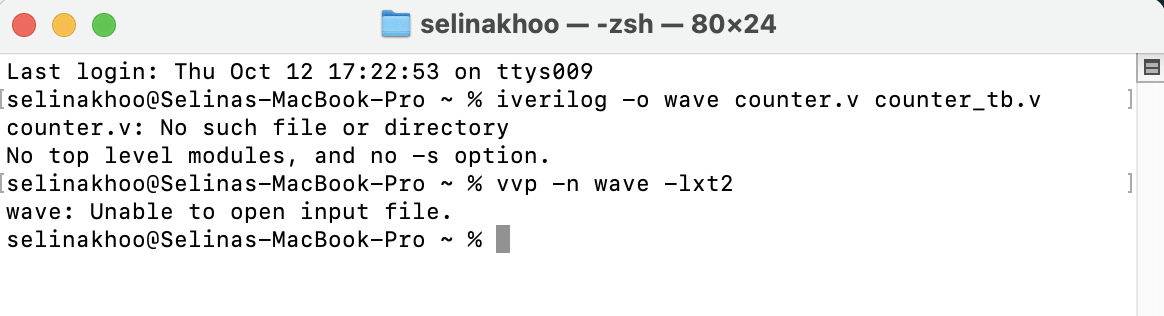 selinakhoo — -zsh — 80×24
Last login: Thu Oct 12 17:22:53 on ttys009
[selinakhoo@Selinas-MacBook-Pro ~ % iverilog -o wave counter.v counter_tb.v ]
counter.v: No such file or directory
No top level modules, and no -s option.
[selinakhoo@Selinas-MacBook-Pro ~ % vvp -n wave -lxt2 ]
wave: Unable to open input file.
selinakhoo@Selinas-MacBook-Pro ~ %